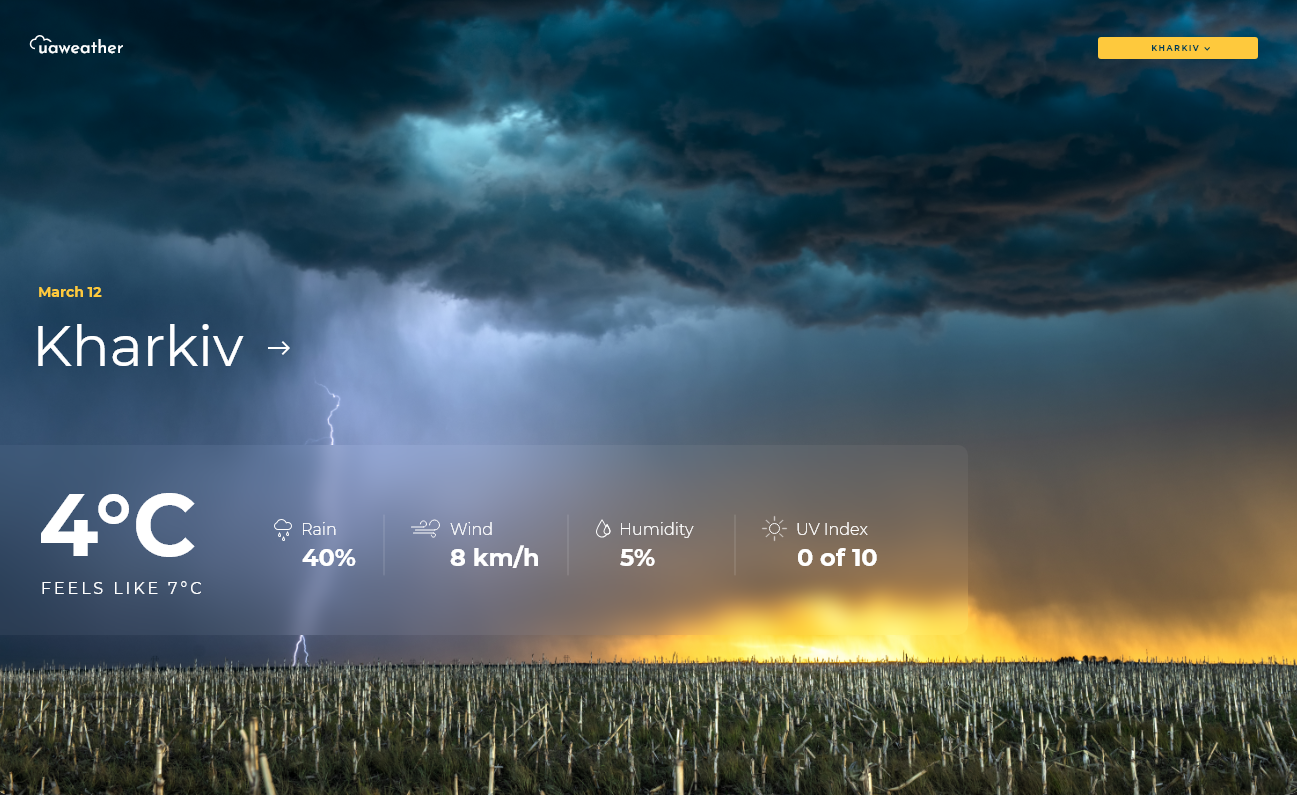 uaweather
KHARKIV
March 12
Kharkiv →
4°C
FEELS LIKE 7°C
Rain
40%
Wind
8 km/h
Humidity
5%
UV Index
0 of 10